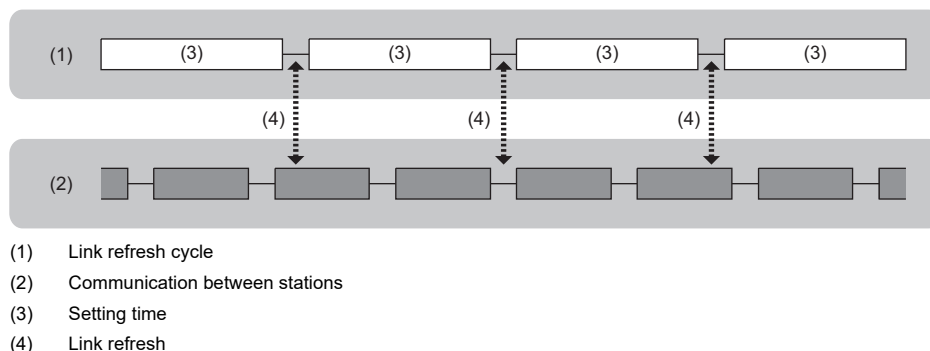 (1) (3) (3) (3) (3)
(4) (4) (4)
(2)
(1) Link refresh cycle
(2) Communication between stations
(3) Setting time
(4) Link refresh